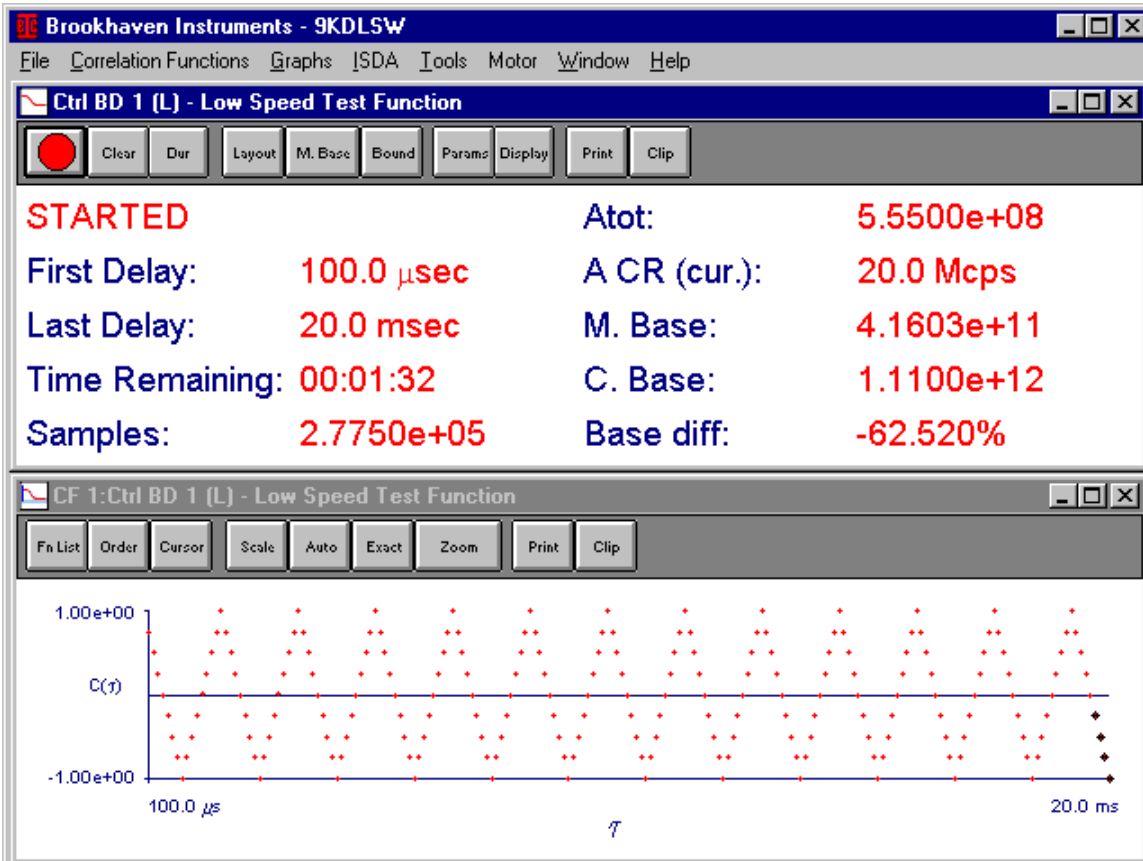 Brookhaven Instruments - 9KDLSW
File Correlation Functions Graphs ISDA Tools Motor Window Help
Ctrl BD 1 (L) - Low Speed Test Function
Clear Dur Layout M. Base Bound Params Display Print Clip
STARTED Atot: 5.5500e+08
First Delay: 100.0 μsec A CR (cur.): 20.0 Mcps
Last Delay: 20.0 msec M. Base: 4.1603e+11
Time Remaining: 00:01:32 C. Base: 1.1100e+12
Samples: 2.7750e+05 Base diff: -62.520%
CF 1:Ctrl BD 1 (L) - Low Speed Test Function
Fn List Order Cursor Scale Auto Exact Zoom Print Clip
1.00e+00
C(τ)
-1.00e+00
100.0 μs 20.0 ms
τ